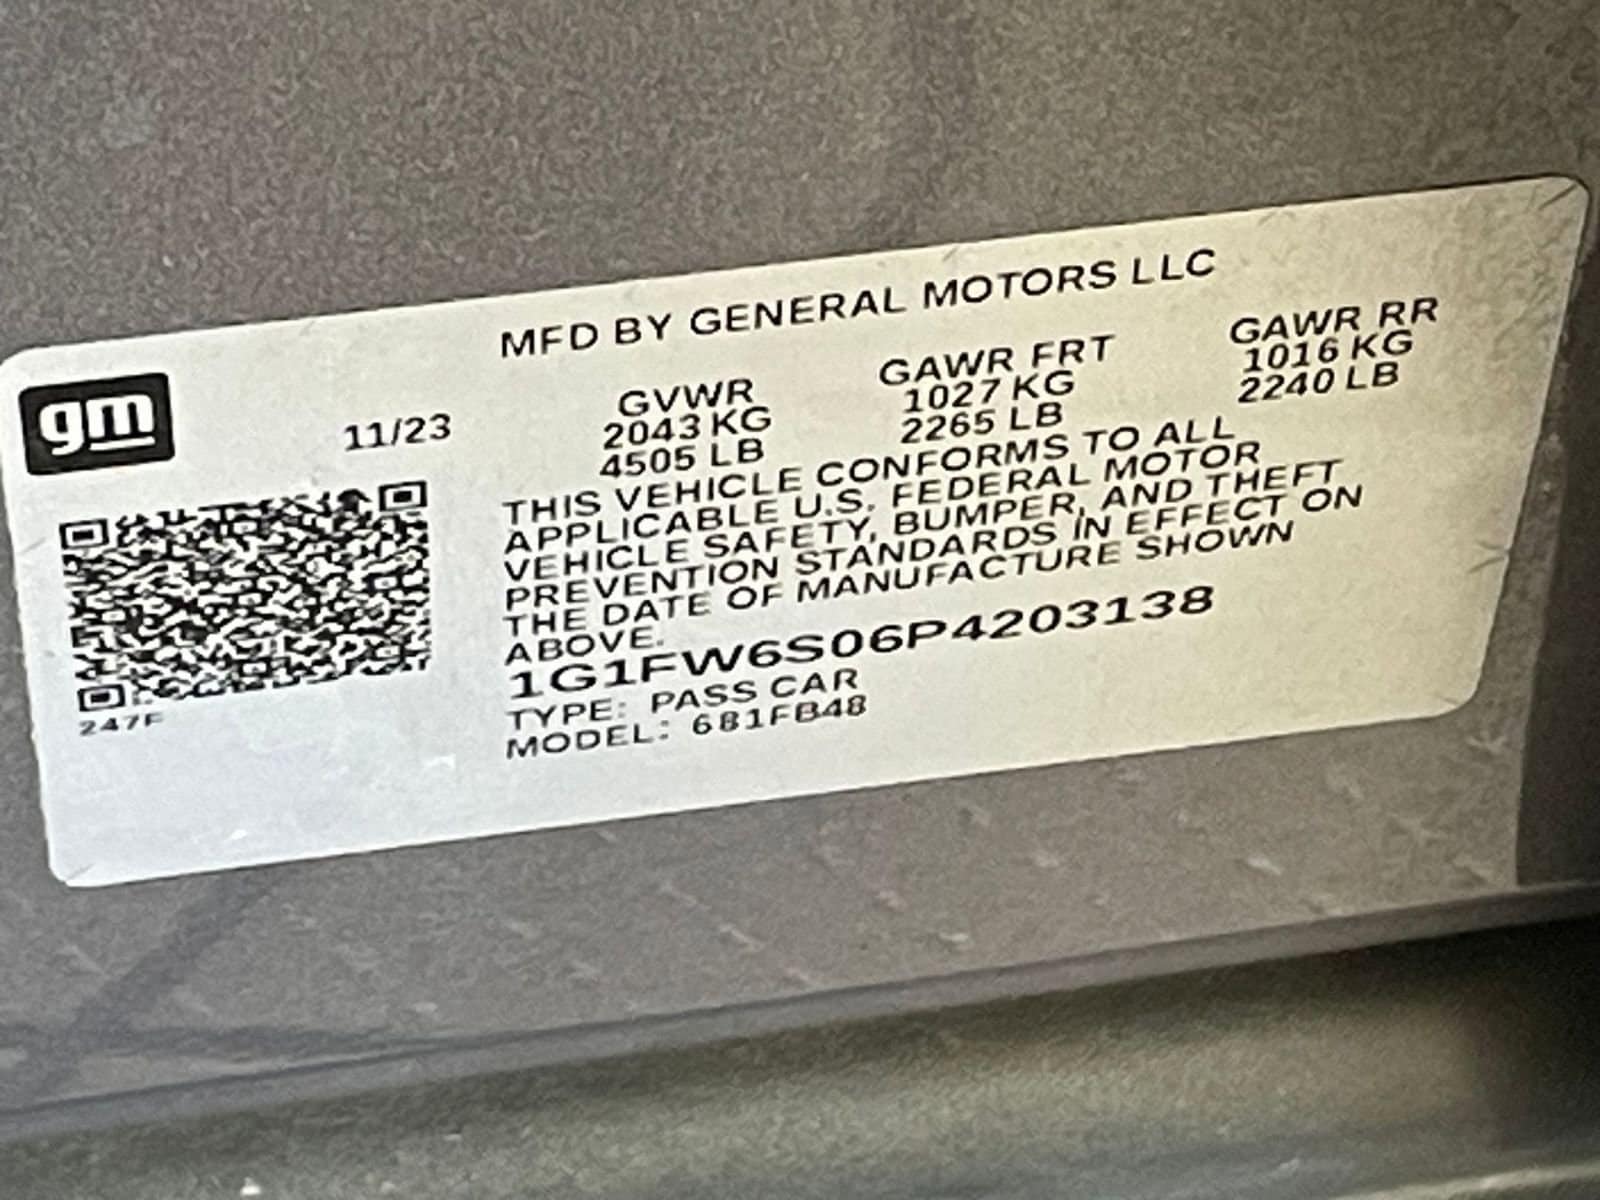 MFD BY GENERAL MOTORS LLC
gm
11/23
GVWR GAWR FRT GAWR RR
2043 KG 1027 KG 1016 KG
4505 LB 2265 LB 2240 LB
THIS VEHICLE CONFORMS TO ALL
APPLICABLE U.S. FEDERAL MOTOR
VEHICLE SAFETY, BUMPER, AND THEFT
PREVENTION STANDARDS IN EFFECT ON
THE DATE OF MANUFACTURE SHOWN
ABOVE.
1G1FW6S06P4203138
TYPE: PASS CAR
MODEL: 681FB48
247F